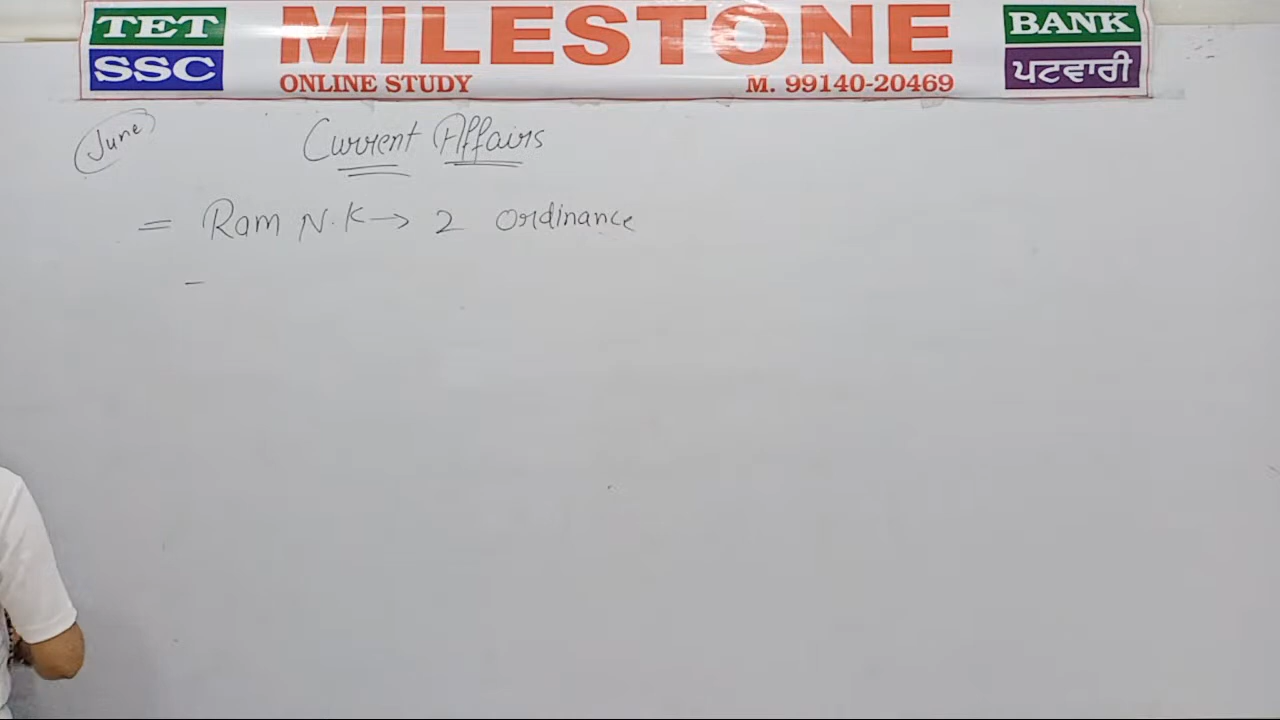 TET
SSC
MILESTONE
ONLINE STUDY M. 99140-20469
BANK
ਪਟਵਾਰੀ
June
Current Affairs
= Ram N.K → 2 Ordinance
-